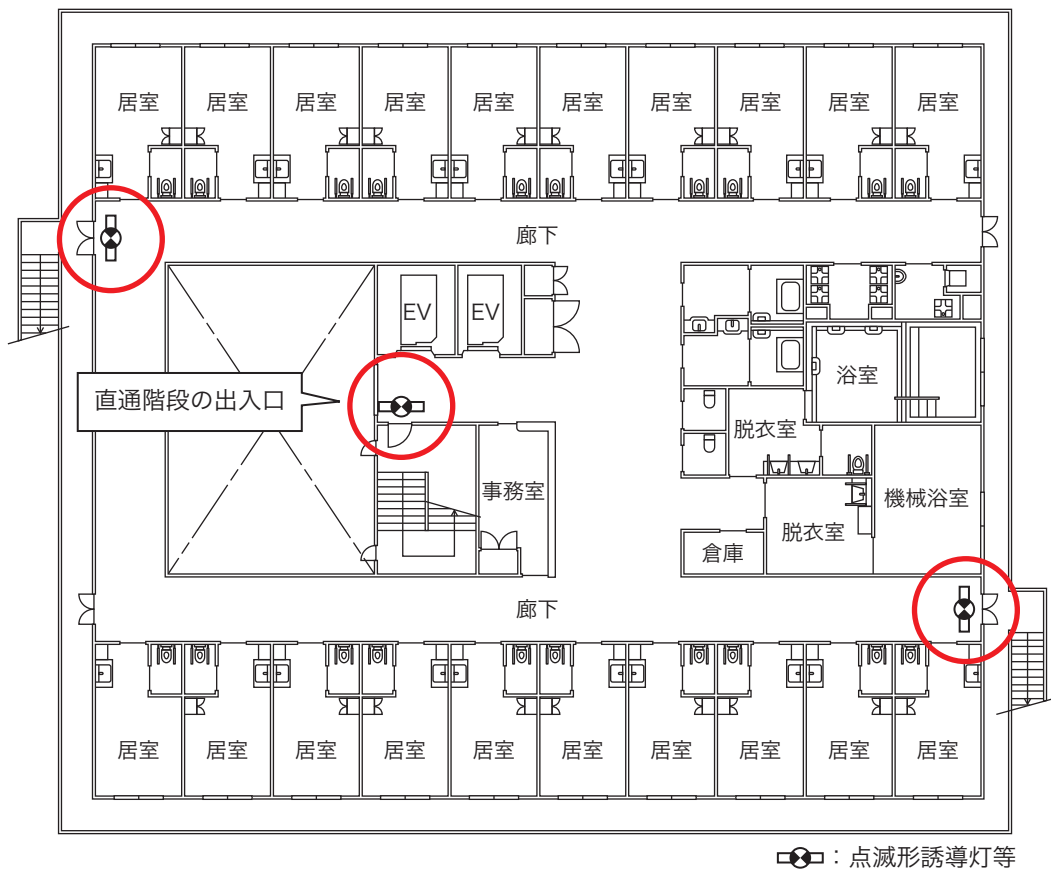 居室 居室 居室 居室 居室 居室 居室 居室 居室 居室
廊下
EV EV
浴室
直通階段の出入口
脱衣室
事務室
機械浴室
脱衣室
倉庫
廊下
居室 居室 居室 居室 居室 居室 居室 居室 居室 居室
:点滅形誘導灯等